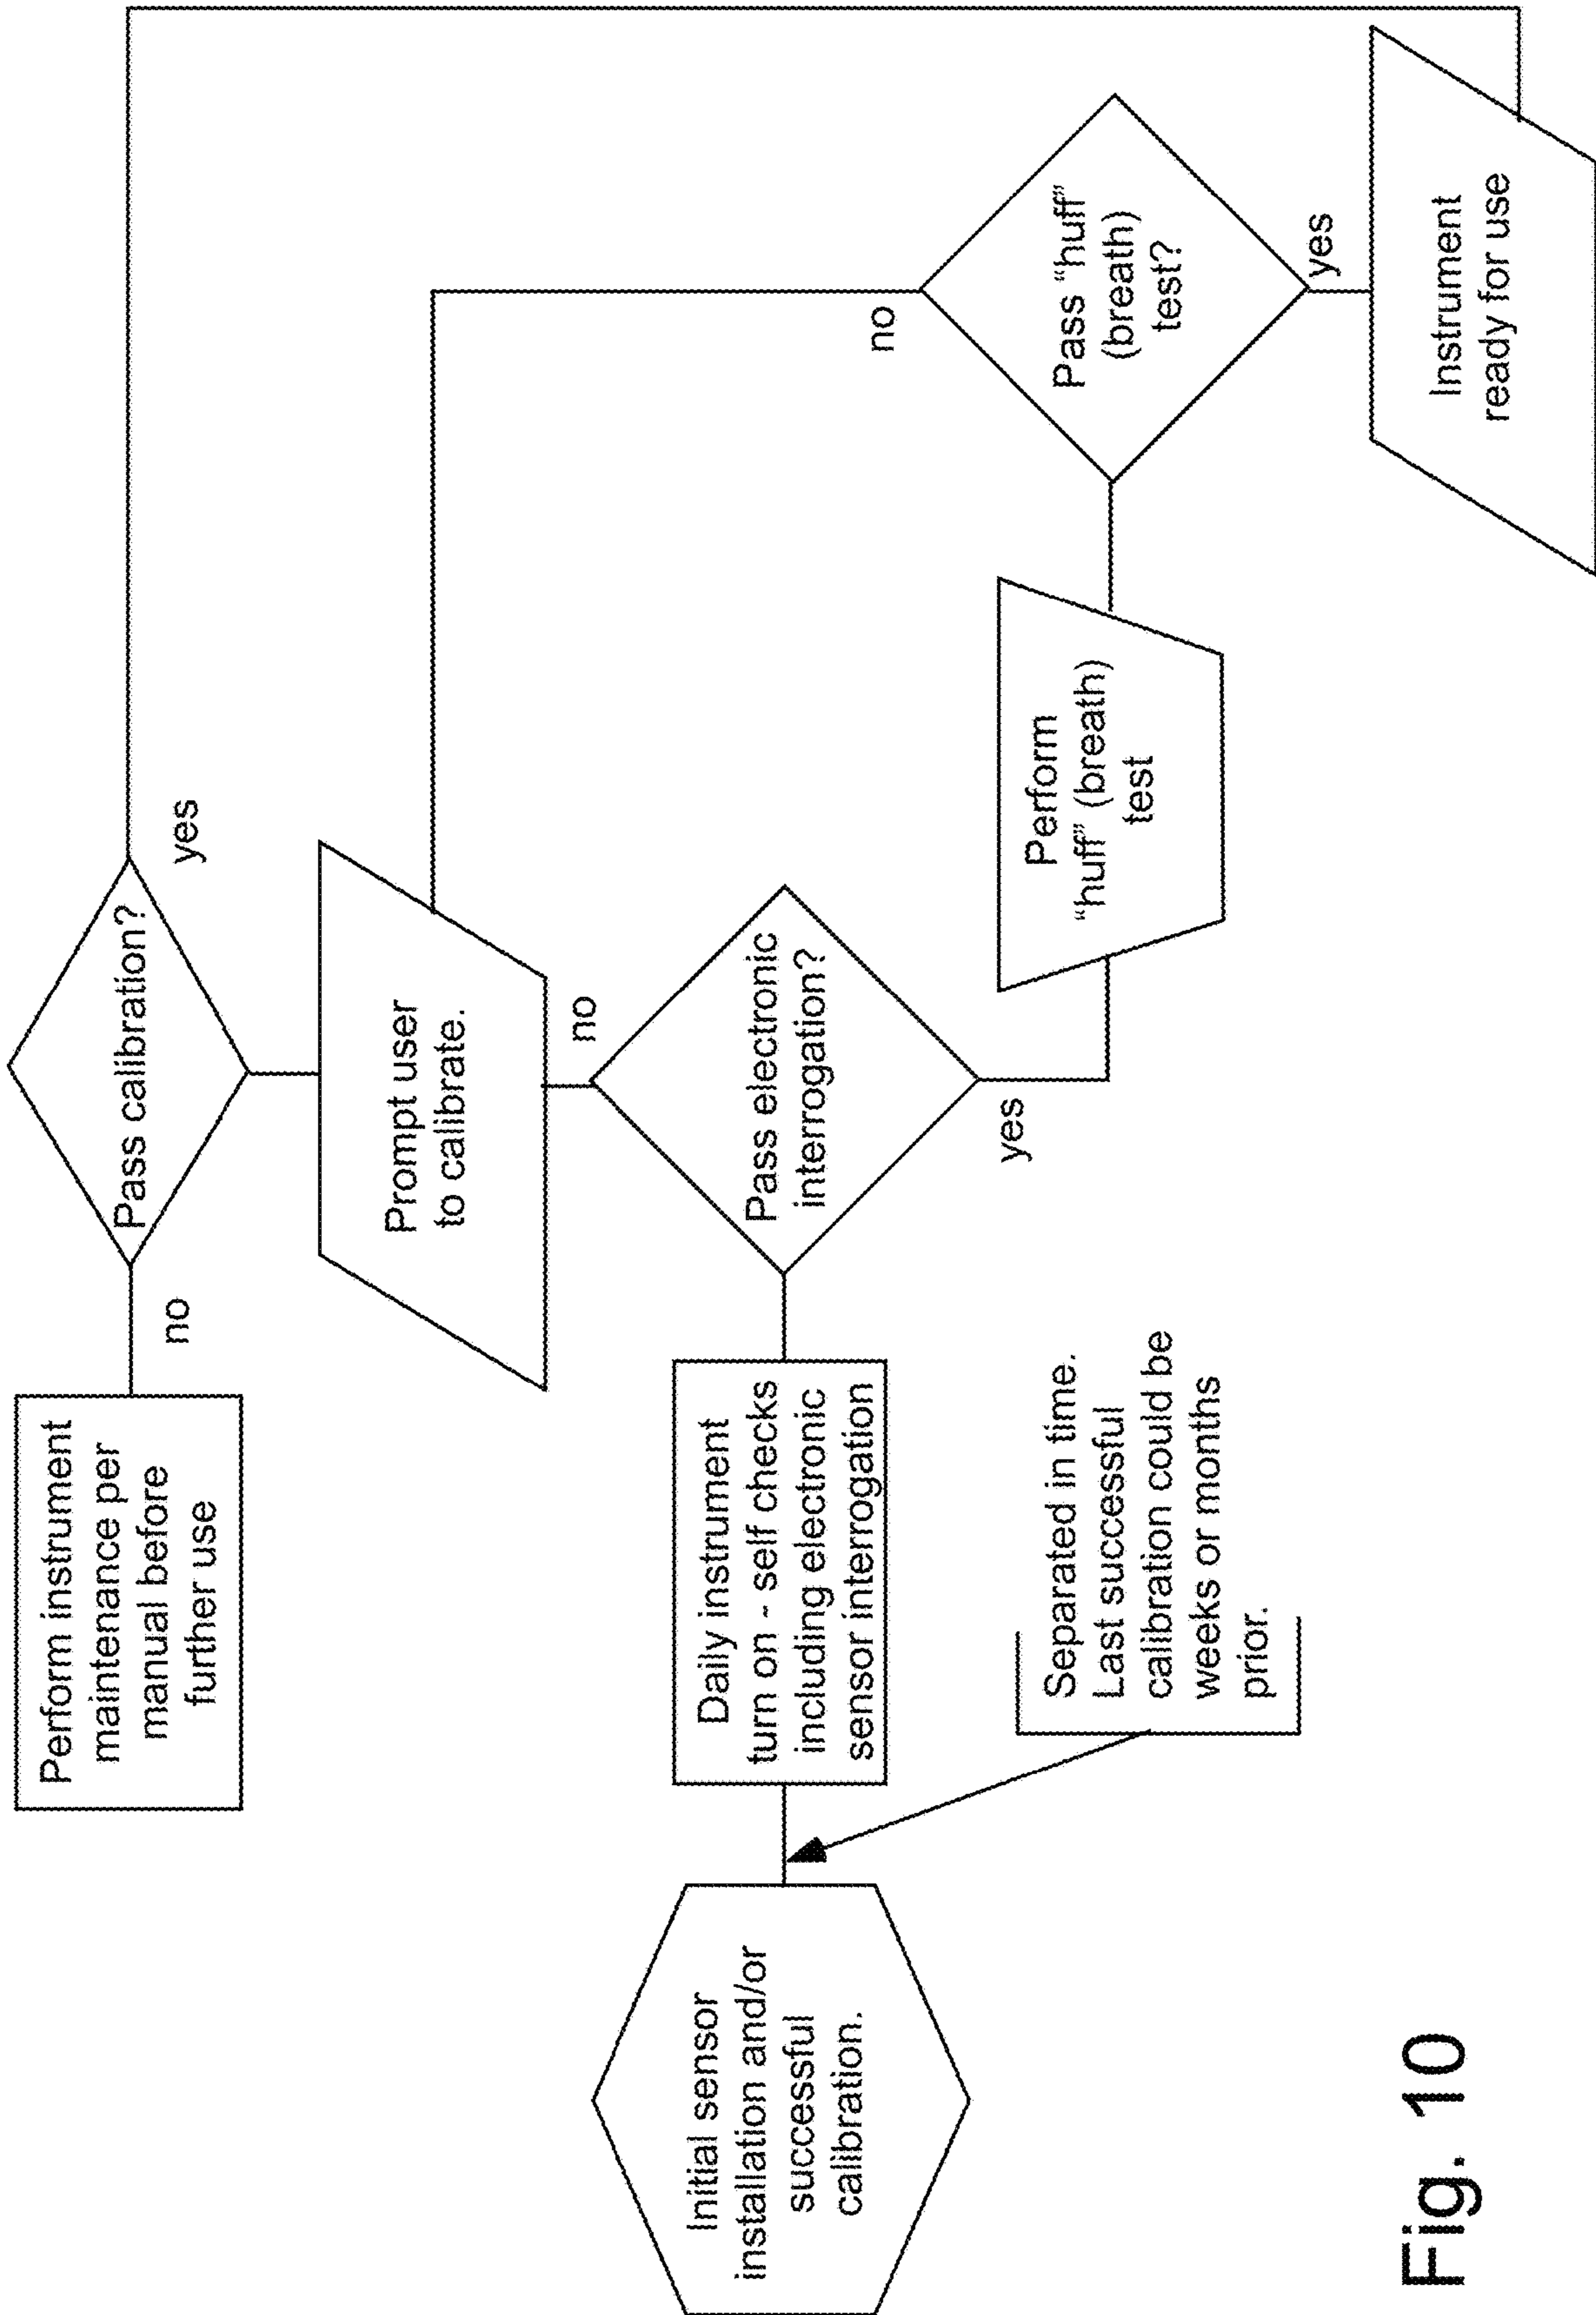 Perform instrument
maintenance per
manual before
further use
no
Pass calibration?
yes
Prompt user
to calibrate.
no
Initial sensor
installation and/or
successful
calibration.
Daily instrument
turn on - self checks
including electronic
sensor interrogation
Pass electronic
interrogation?
yes
Separated in time.
Last successful
calibration could be
weeks or months
prior.
Perform
“huff” (breath)
test
no
Pass “huff”
(breath)
test?
yes
Instrument
ready for use
Fig. 10